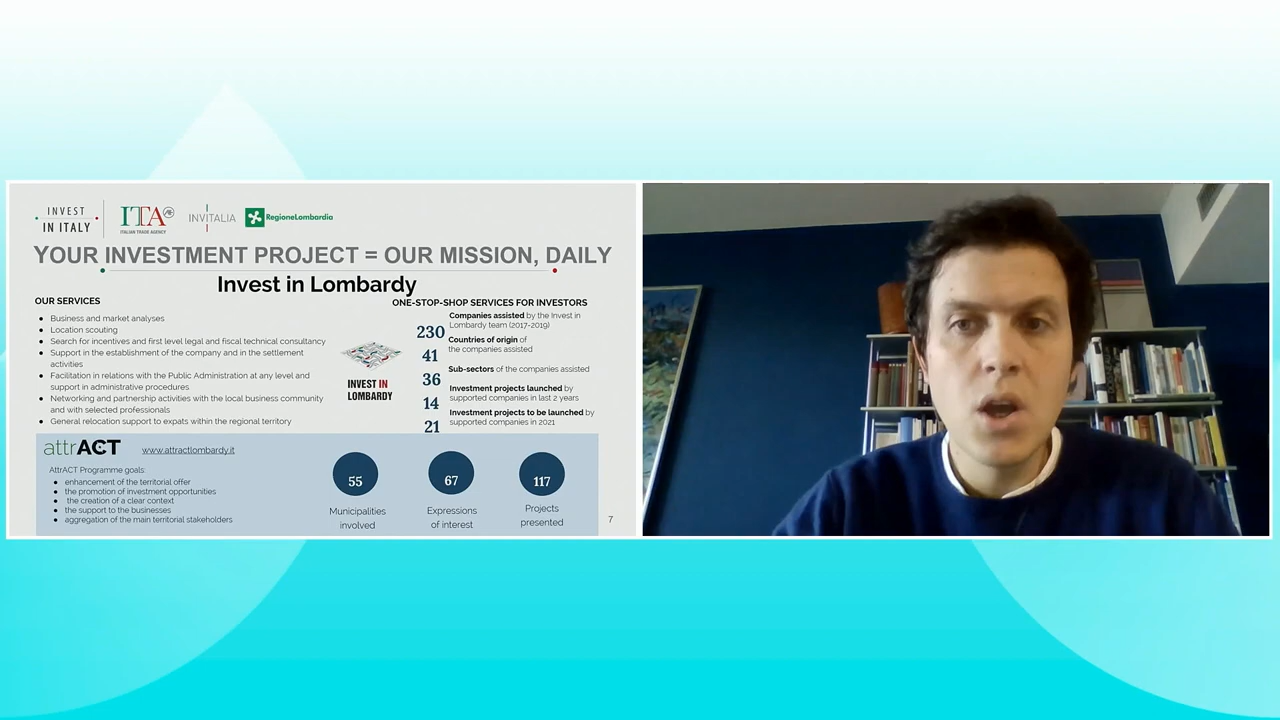 INVEST
IN ITALY
ITA
ITALIAN TRADE AGENCY
INVITALIA
RegioneLombardia
YOUR INVESTMENT PROJECT = OUR MISSION, DAILY
Invest in Lombardy
OUR SERVICES
● Business and market analyses
● Location scouting
● Search for incentives and first level legal and fiscal technical consultancy
● Support in the establishment of the company and in the settlement
activities
● Facilitation in relations with the Public Administration at any level and
support in administrative procedures
● Networking and partnership activities with the local business community
and with selected professionals
● General relocation support to expats within the regional territory
INVEST IN
LOMBARDY
ONE-STOP-SHOP SERVICES FOR INVESTORS
230
Companies assisted by the Invest in
Lombardy team (2017-2019)
41
Countries of origin of
the companies assisted
36
Sub-sectors of the companies assisted
14
Investment projects launched by
supported companies in last 2 years
21
Investment projects to be launched by
supported companies in 2021
attrACT
www.attractlombardy.it
AttrACT Programme goals:
● enhancement of the territorial offer
● the promotion of investment opportunities
● the creation of a clear context
● the support to the businesses
● aggregation of the main territorial stakeholders
55
Municipalities
involved
67
Expressions
of interest
117
Projects
presented
7